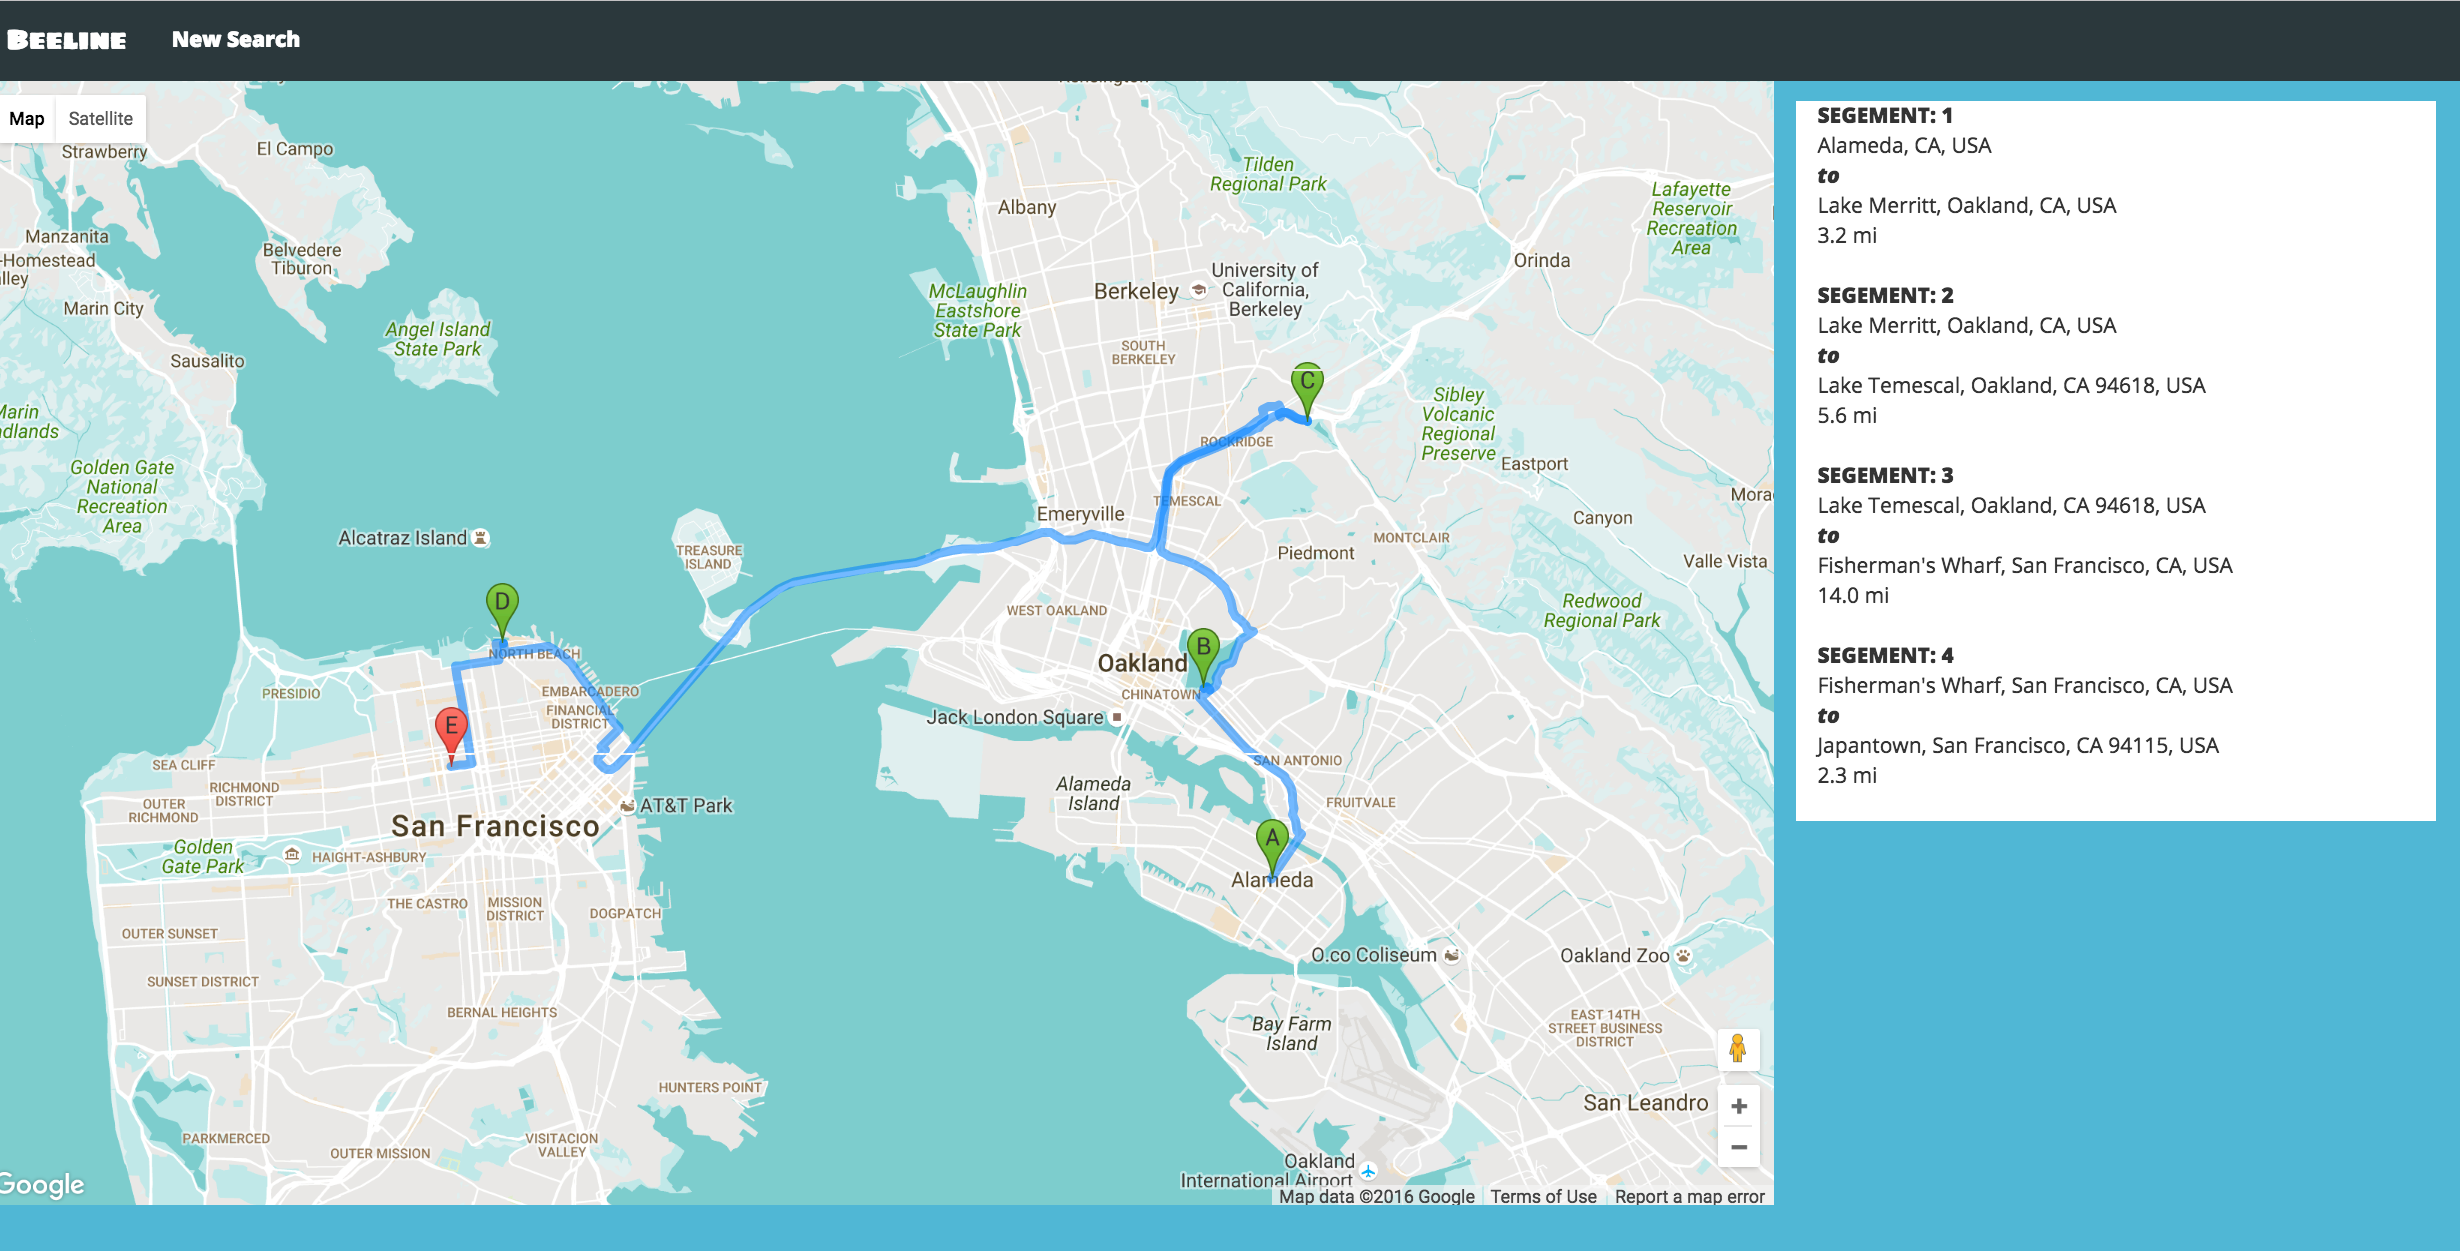 BEELINE
New Search
Map
Satellite
Strawberry
El Campo
Manzanita
-Homestead
Belvedere
Tiburon
Marin City
Angel Island
State Park
Sausalito
Golden Gate
National
Recreation
Area
Alcatraz Island
TREASURE
ISLAND
Albany
Tilden
Regional Park
Lafayette
Reservoir
Recreation
Area
Orinda
McLaughlin
Eastshore
State Park
Berkeley
University of
California,
Berkeley
SOUTH
BERKELEY
C
Sibley
Volcanic
Regional
Preserve
ROCKRIDGE
Eastport
TEMESCAL
Emeryville
Canyon
MONTCLAIR
Piedmont
Valle Vista
Redwood
Regional Park
WEST OAKLAND
B
Oakland
CHINATOWN
Jack London Square
D
NORTH BEACH
PRESIDIO
EMBARCADERO
FINANCIAL
DISTRICT
E
SEA CLIFF
RICHMOND
DISTRICT
OUTER
RICHMOND
AT&T Park
San Francisco
Golden
Gate Park
HAIGHT-ASHBURY
SAN ANTONIO
Alameda
Island
FRUITVALE
A
Alameda
THE CASTRO
MISSION
DISTRICT
DOGPATCH
OUTER SUNSET
SUNSET DISTRICT
O.co Coliseum
Oakland Zoo
BERNAL HEIGHTS
Bay Farm
Island
EAST 14TH
STREET BUSINESS
DISTRICT
HUNTERS POINT
San Leandro
PARKMERCED
OUTER MISSION
VISITACION
VALLEY
Oakland
International Airport
Google
Map data ©2016 Google
Terms of Use
Report a map error
SEGEMENT: 1
Alameda, CA, USA
to
Lake Merritt, Oakland, CA, USA
3.2 mi
SEGEMENT: 2
Lake Merritt, Oakland, CA, USA
to
Lake Temescal, Oakland, CA 94618, USA
5.6 mi
SEGEMENT: 3
Lake Temescal, Oakland, CA 94618, USA
to
Fisherman's Wharf, San Francisco, CA, USA
14.0 mi
SEGEMENT: 4
Fisherman's Wharf, San Francisco, CA, USA
to
Japantown, San Francisco, CA 94115, USA
2.3 mi